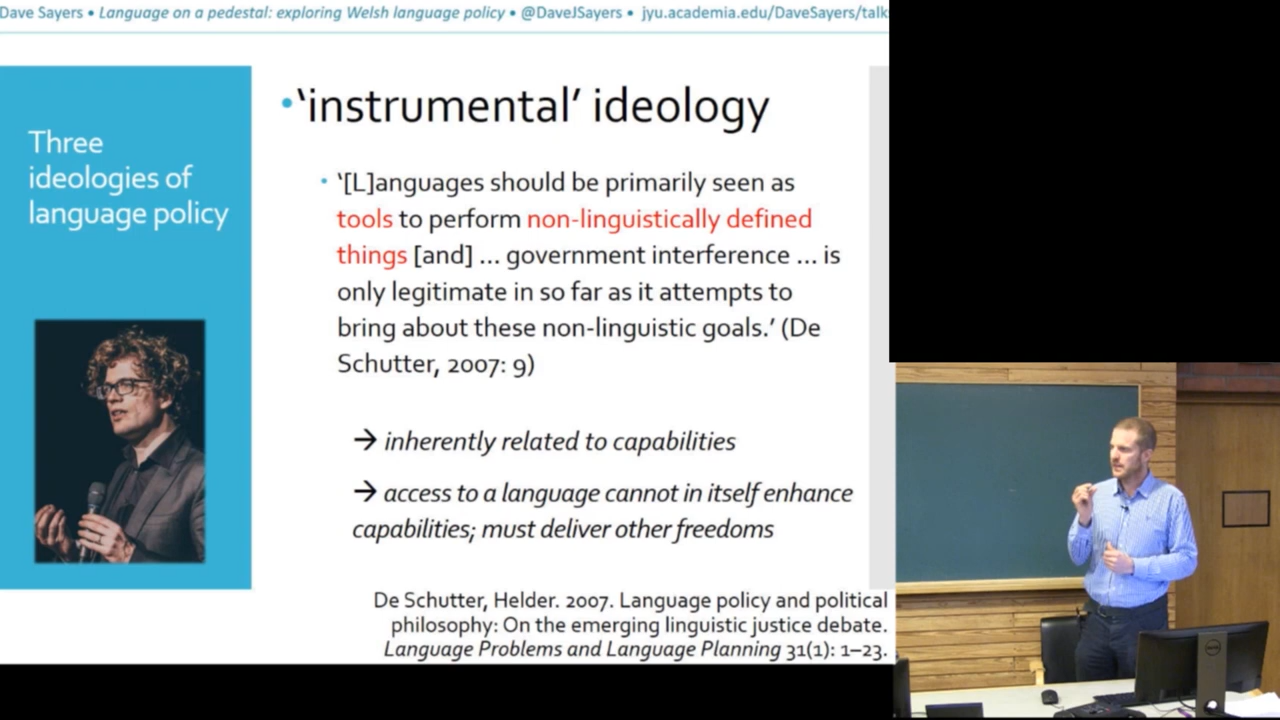 Dave Sayers • Language on a pedestal: exploring Welsh language policy • @DaveJSayers • jyu.academia.edu/DaveSayers/talks
Three
ideologies of
language policy
•‘instrumental’ ideology
• ‘[L]anguages should be primarily seen as
tools to perform non-linguistically defined
things [and] … government interference … is
only legitimate in so far as it attempts to
bring about these non-linguistic goals.’ (De
Schutter, 2007: 9)
→ inherently related to capabilities
→ access to a language cannot in itself enhance
capabilities; must deliver other freedoms
De Schutter, Helder. 2007. Language policy and political
philosophy: On the emerging linguistic justice debate.
Language Problems and Language Planning 31(1): 1–23.
DELL